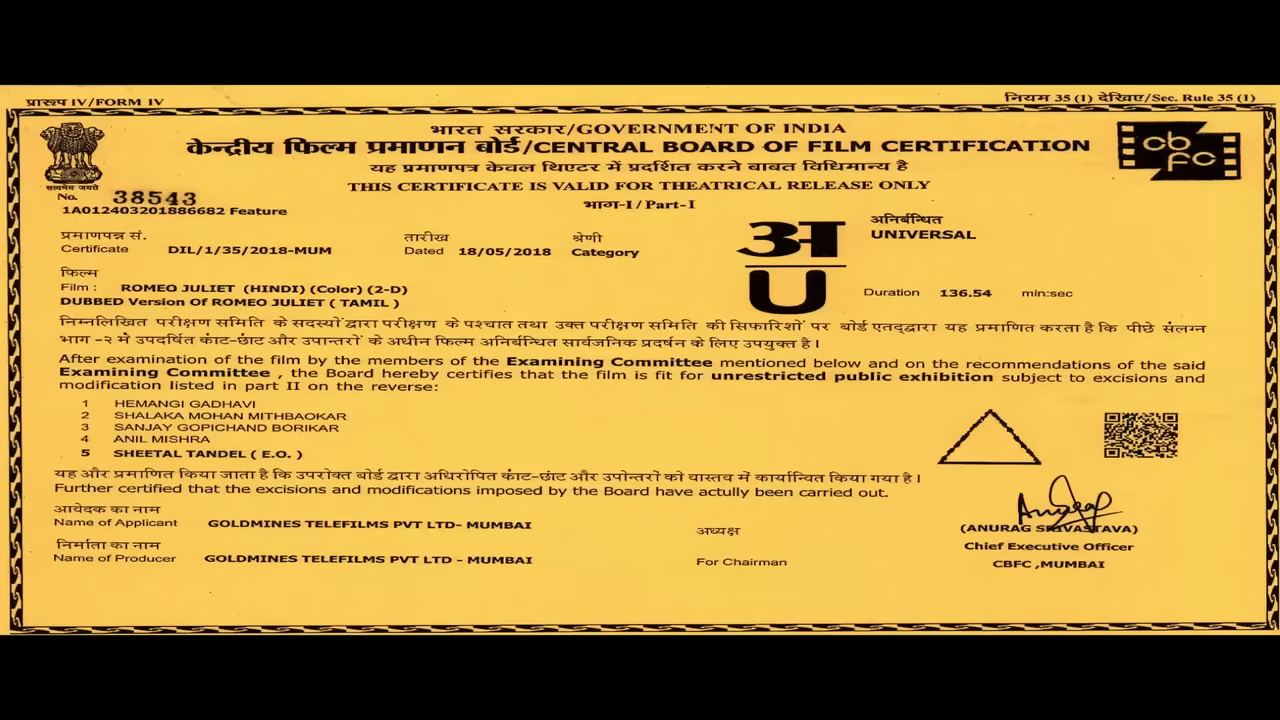 प्रारूप IV/FORM IV
नियम 35 (1) देखिए/Sec. Rule 35 (1)
भारत सरकार/GOVERNMENT OF INDIA
केन्द्रीय फिल्म प्रमाणन बोर्ड/CENTRAL BOARD OF FILM CERTIFICATION
यह प्रमाणपत्र केवल थिएटर में प्रदर्शित करने बाबत विधिमान्य है
THIS CERTIFICATE IS VALID FOR THEATRICAL RELEASE ONLY
सत्यमेव जयते
cb
fc
No. 38543
1A012403201886682 Feature
भाग-I/Part-I
प्रमाणपत्र सं.
Certificate DIL/1/35/2018-MUM
तारीख
Dated 18/05/2018
श्रेणी
Category
अ
U
अनिर्बन्धित
UNIVERSAL
Duration 136.54 min:sec
फिल्म
Film : ROMEO JULIET (HINDI) (Color) (2-D)
DUBBED Version Of ROMEO JULIET ( TAMIL )
निम्नलिखित परीक्षण समिति के सदस्यों द्वारा परीक्षण के पश्चात तथा उक्त परीक्षण समिति की सिफारिशों पर बोर्ड एतद्द्वारा यह प्रमाणित करता है कि पीछे संलग्न
भाग -२ में उपदर्षित कांट-छांट और उपान्तरों के अधीन फिल्म अनिर्बन्धित सार्वजनिक प्रदर्षन के लिए उपयुक्त है।
After examination of the film by the members of the Examining Committee mentioned below and on the recommendations of the said
Examining Committee , the Board hereby certifies that the film is fit for unrestricted public exhibition subject to excisions and
modification listed in part II on the reverse:
1 HEMANGI GADHAVI
2 SHALAKA MOHAN MITHBAOKAR
3 SANJAY GOPICHAND BORIKAR
4 ANIL MISHRA
5 SHEETAL TANDEL ( E.O. )
यह और प्रमाणित किया जाता है कि उपरोक्त बोर्ड द्वारा अधिरोपित कांट-छांट और उपोन्तरों को वास्तव में कार्यान्वित किया गया है।
Further certified that the excisions and modifications imposed by the Board have actully been carried out.
आवेदक का नाम
Name of Applicant GOLDMINES TELEFILMS PVT LTD- MUMBAI
निर्माता का नाम
Name of Producer GOLDMINES TELEFILMS PVT LTD - MUMBAI
अध्यक्ष
For Chairman
(ANURAG SRIVASTAVA)
Chief Executive Officer
CBFC ,MUMBAI